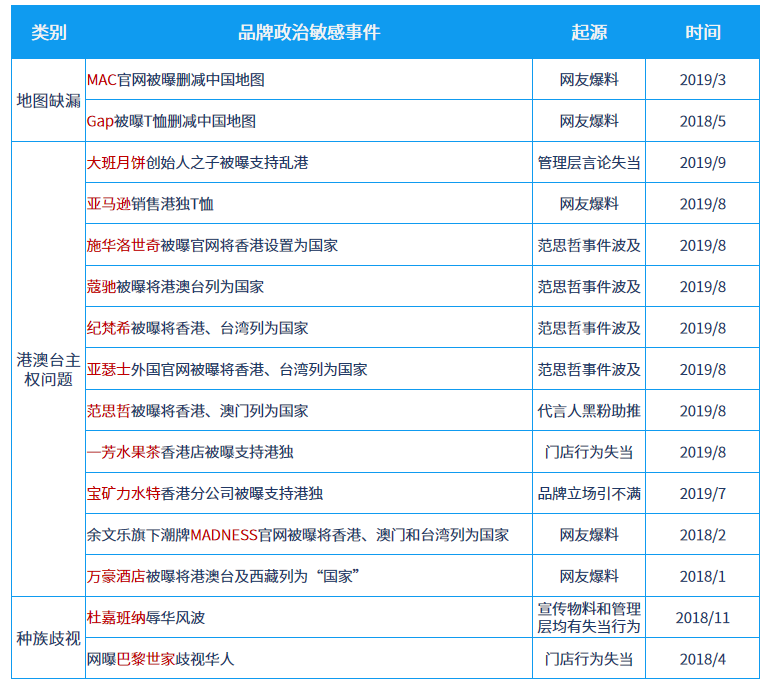 类别 品牌政治敏感事件 起源 时间
地图缺漏
MAC官网被曝删减中国地图 网友爆料 2019/3
Gap被曝T恤删减中国地图 网友爆料 2018/5
港澳台主
权问题
大班月饼创始人之子被曝支持乱港 管理层言论失当 2019/9
亚马逊销售港独T恤 网友爆料 2019/8
施华洛世奇被曝官网将香港设置为国家 范思哲事件波及 2019/8
蔻驰被曝将港澳台列为国家 范思哲事件波及 2019/8
纪梵希被曝将香港、台湾列为国家 范思哲事件波及 2019/8
亚瑟士外国官网被曝将香港、台湾列为国家 范思哲事件波及 2019/8
范思哲被曝将香港、澳门列为国家 代言人黑粉助推 2019/8
一芳水果茶香港店被曝支持港独 门店行为失当 2019/8
宝矿力水特香港分公司被曝支持港独 品牌立场引不满 2019/7
余文乐旗下潮牌MADNESS官网被曝将香港、澳门和台湾列为国家 网友爆料 2018/2
万豪酒店被曝将港澳台及西藏列为“国家” 网友爆料 2018/1
种族歧视
杜嘉班纳辱华风波 宣传物料和管理
层均有失当行为 2018/11
网曝巴黎世家歧视华人 门店行为失当 2018/4